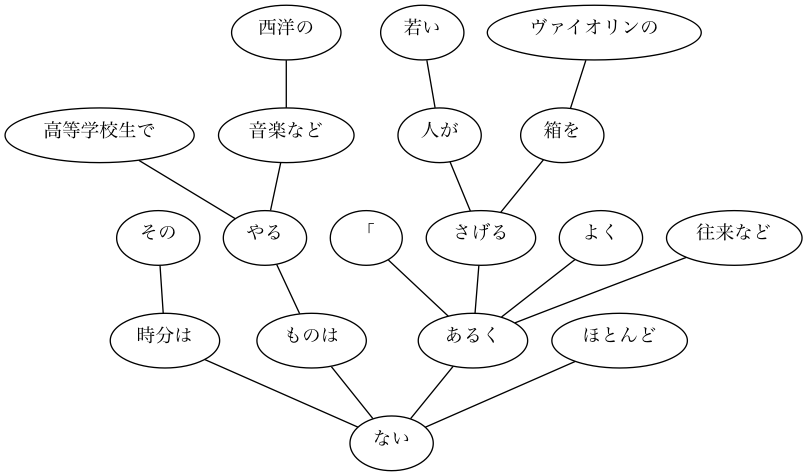 西洋の
若い
ヴァイオリンの
高等学校生で
音楽など
人が
箱を
その
やる
「
さげる
よく
往来など
時分は
ものは
あるく
ほとんど
ない